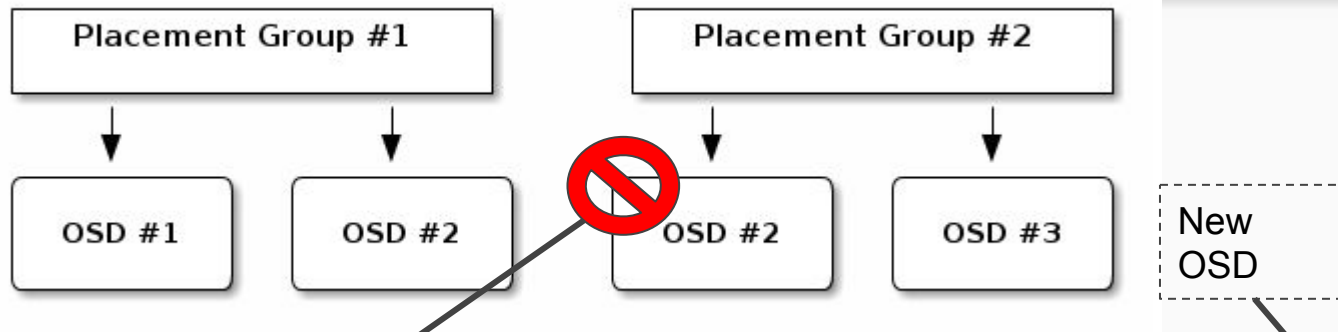 Placement Group #1
Placement Group #2
OSD #1
OSD #2
OSD #2
OSD #3
New
OSD